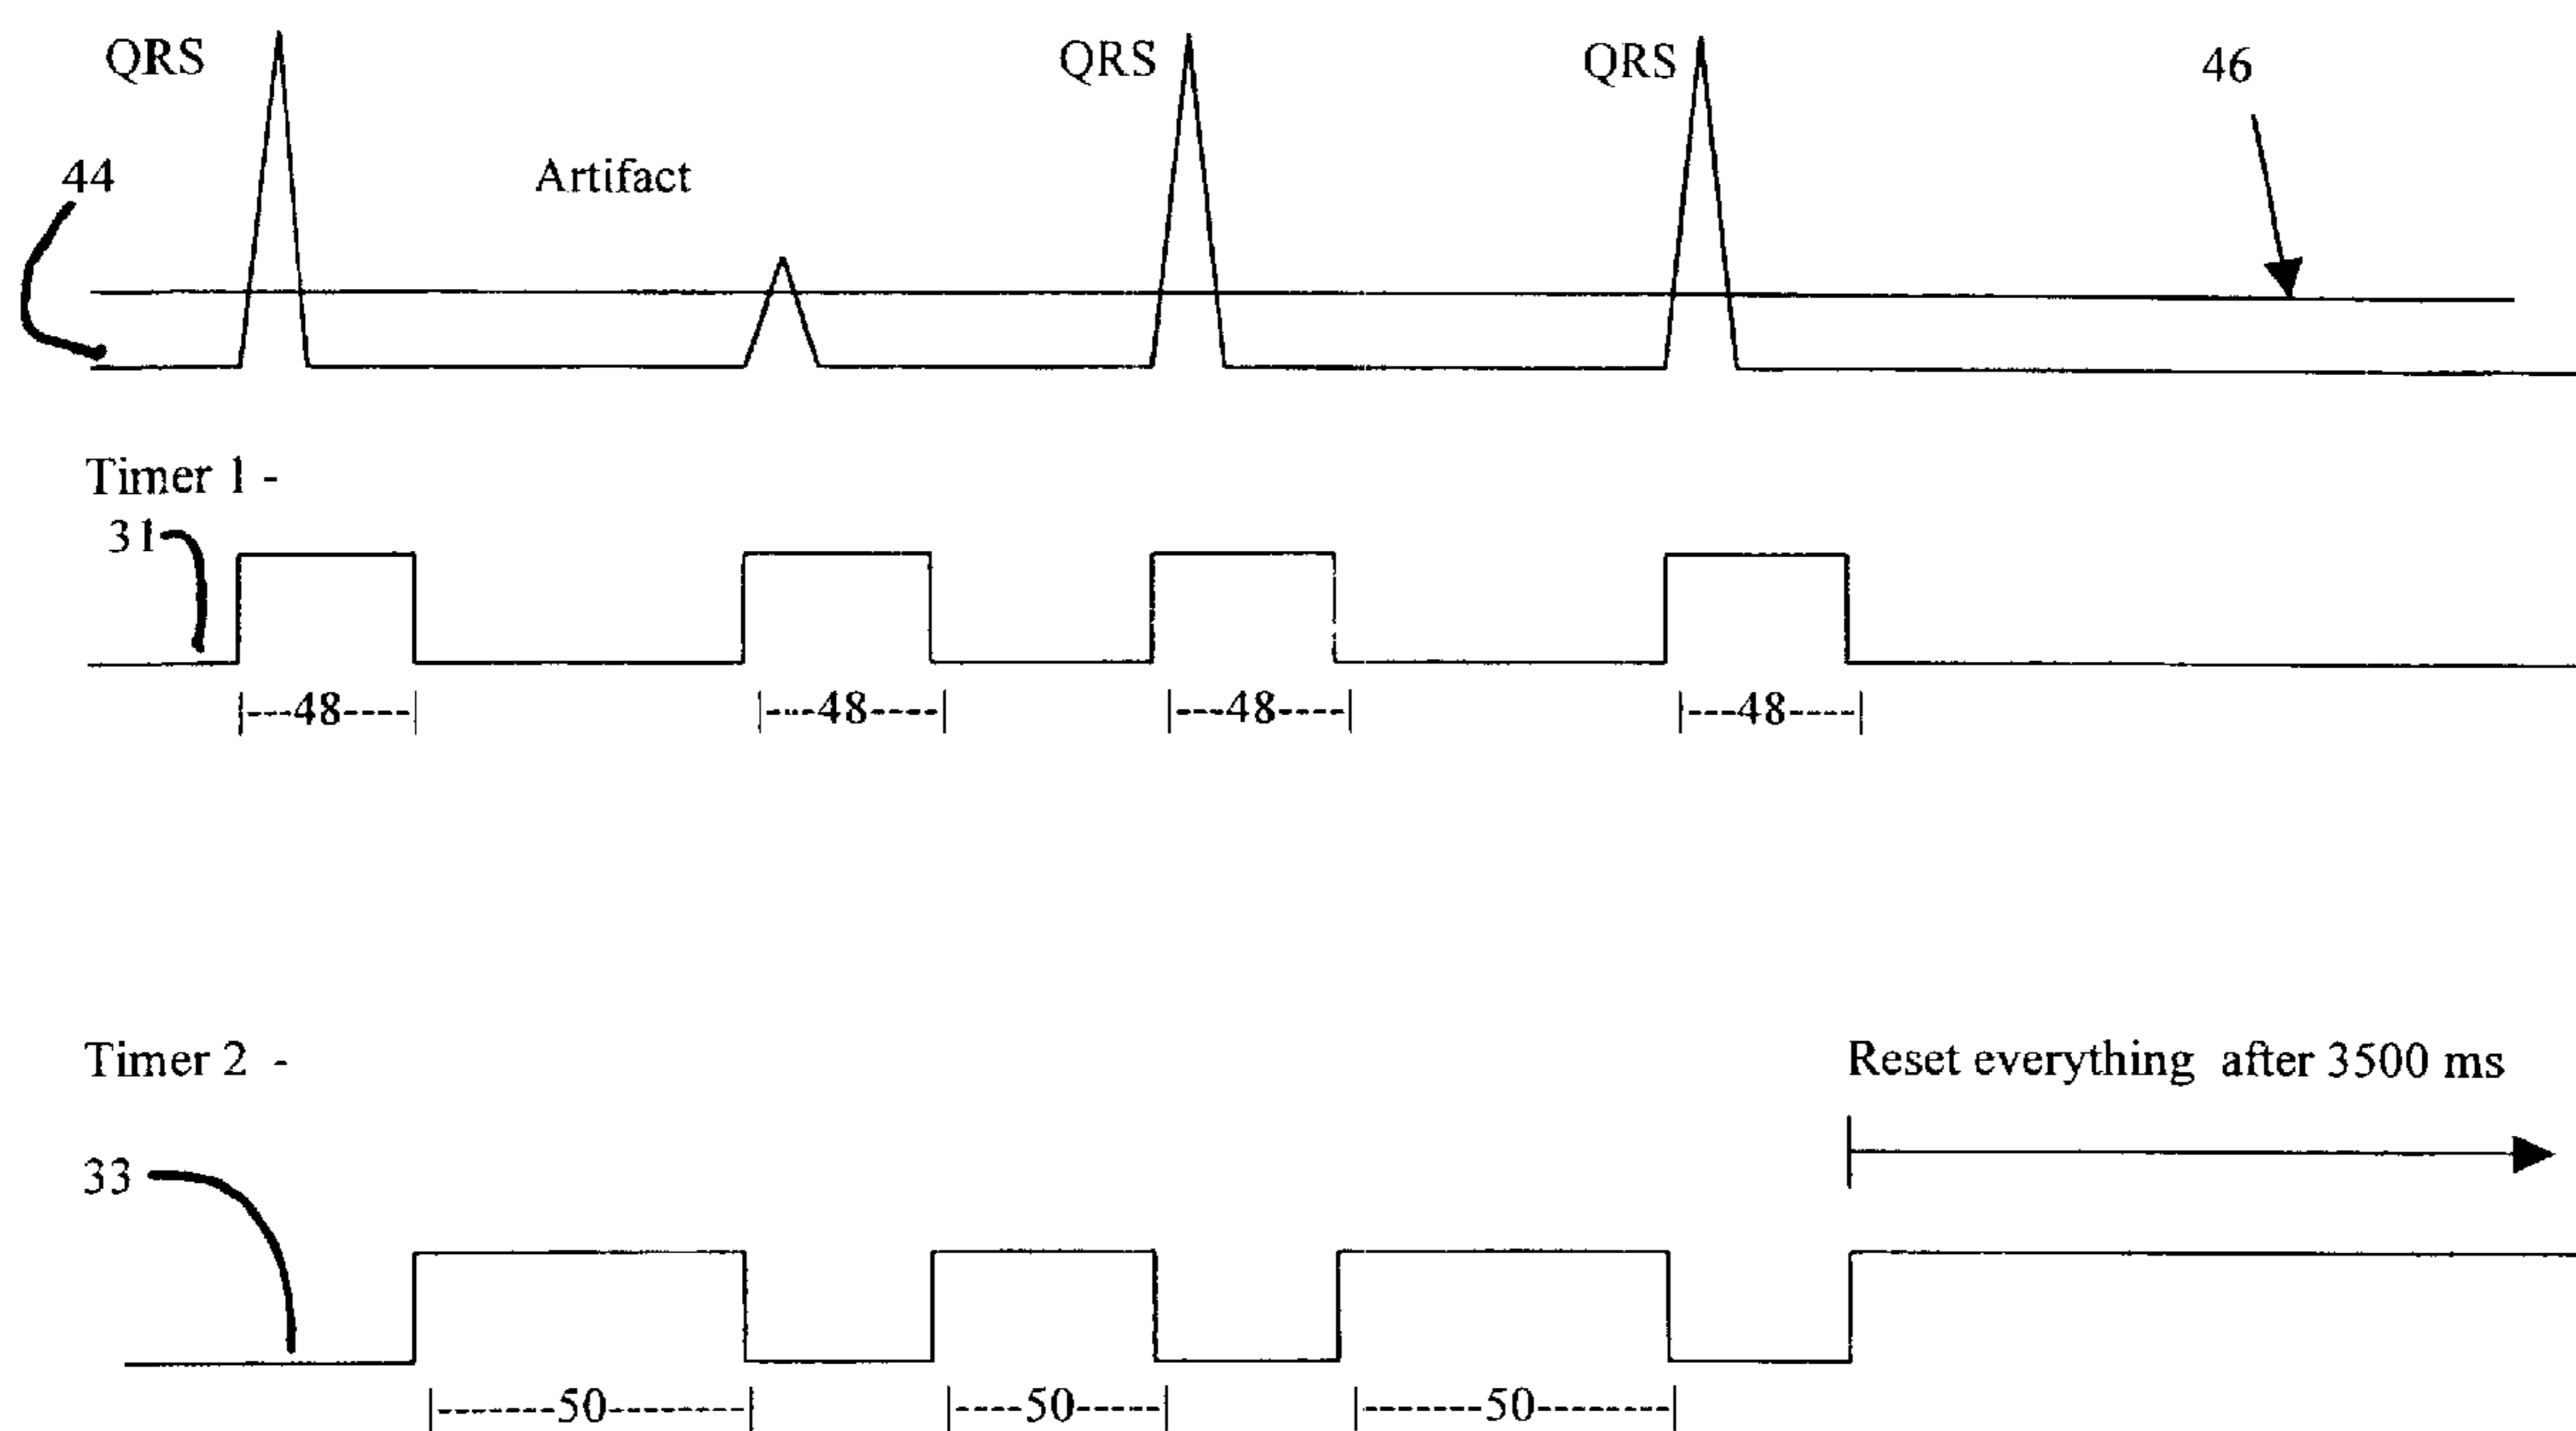 QRS QRS QRS 46
44 Artifact
Timer 1 -
31
|---48----| |---48----| |---48----| |---48----|
Timer 2 - Reset everything after 3500 ms
33
|-------50--------| |----50-----| |-------50--------|